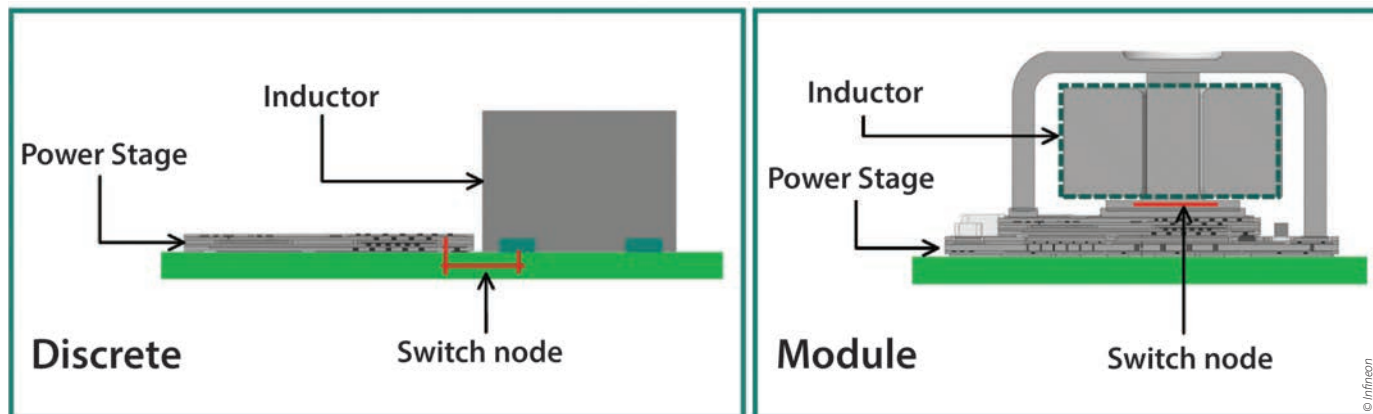 Inductor
Power Stage
Switch node
Discrete
Inductor
Power Stage
Switch node
Module
© Infineon